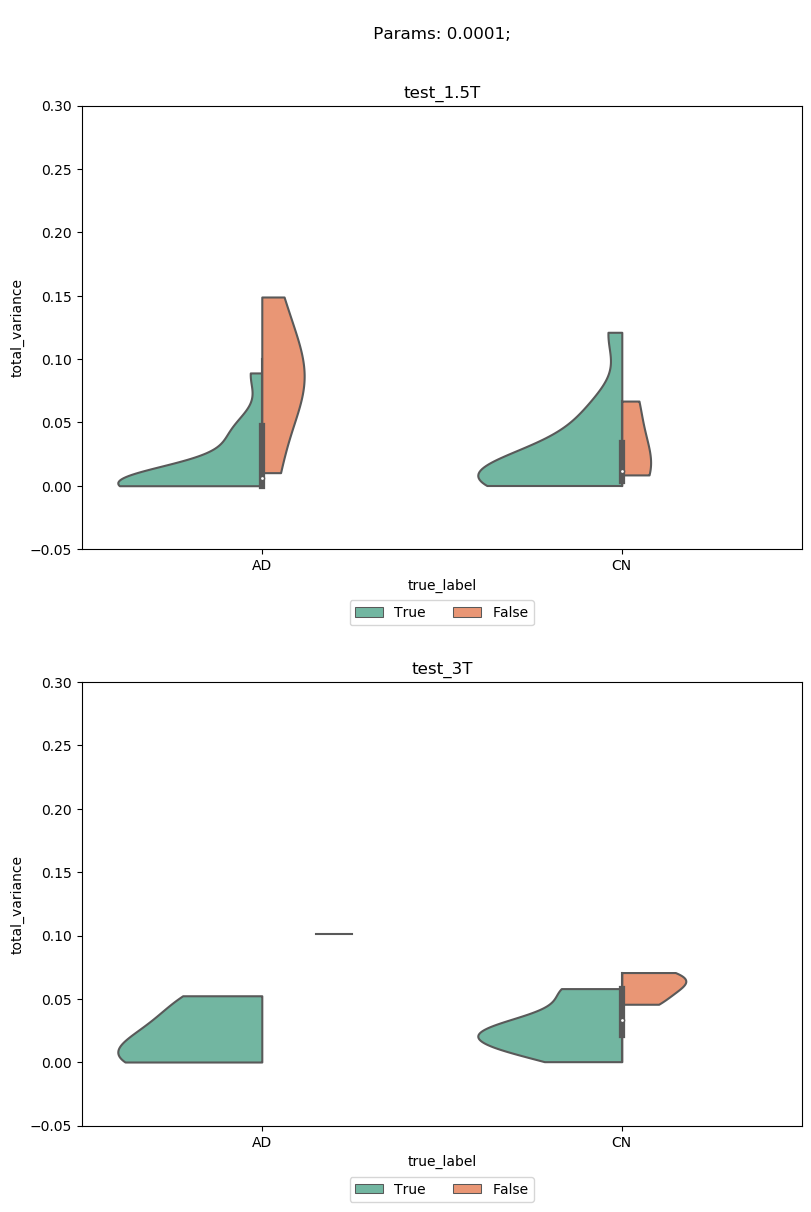 Params: 0.0001;
test_1.5T
0.30
0.25
0.20
0.15
0.10
0.05
0.00
−0.05
total_variance
AD CN
true_label
True False
test_3T
0.30
0.25
0.20
0.15
0.10
0.05
0.00
−0.05
total_variance
AD CN
true_label
True False